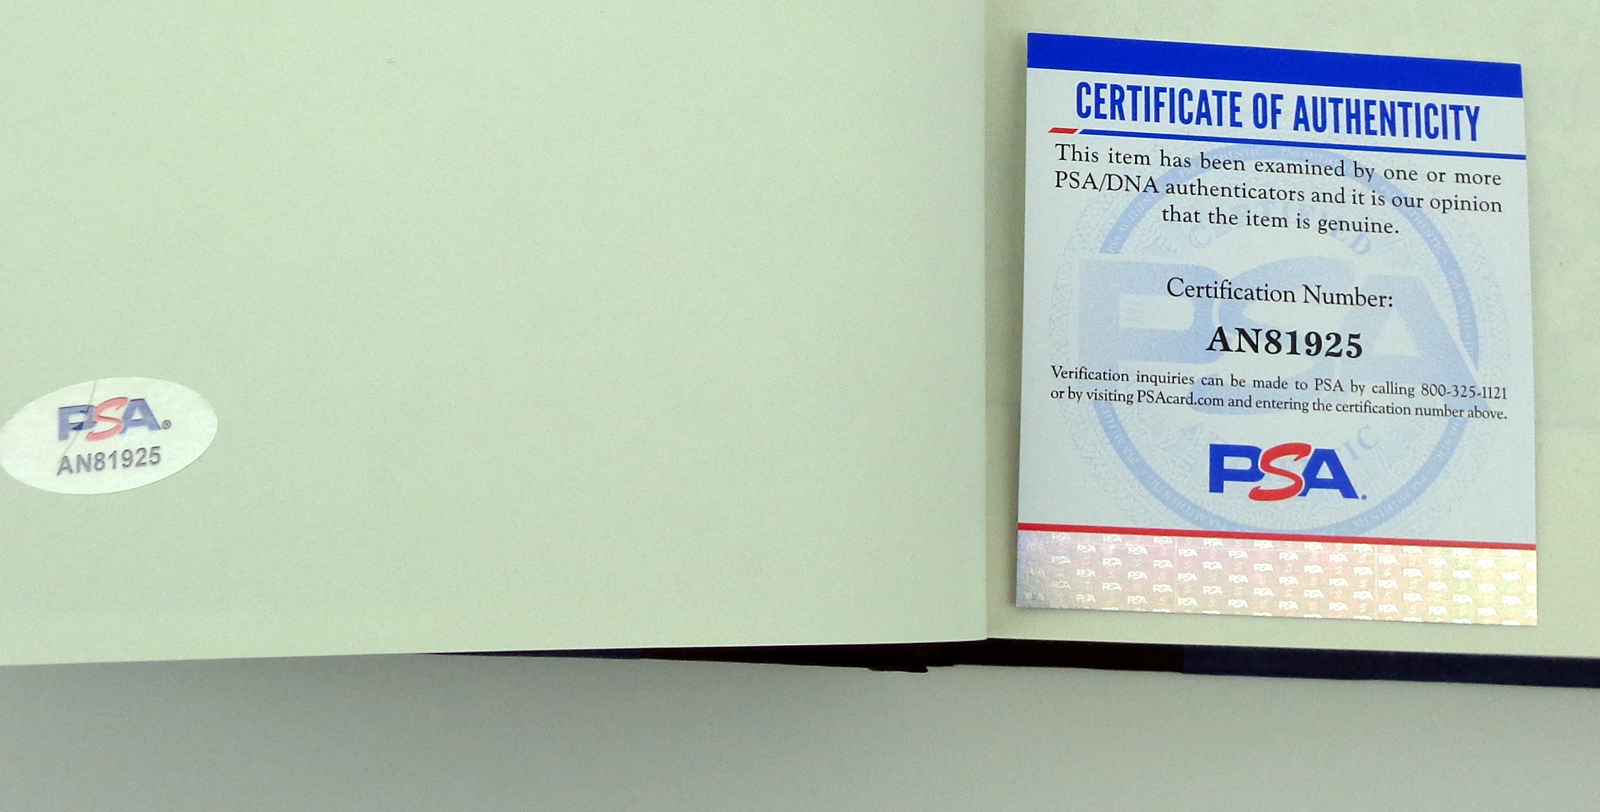 PSA®
AN81925
CERTIFICATE OF AUTHENTICITY
This item has been examined by one or more
PSA/DNA authenticators and it is our opinion
that the item is genuine.
Certification Number:
AN81925
Verification inquiries can be made to PSA by calling 800-325-1121
or by visiting PSAcard.com and entering the certification number above.
PSA.